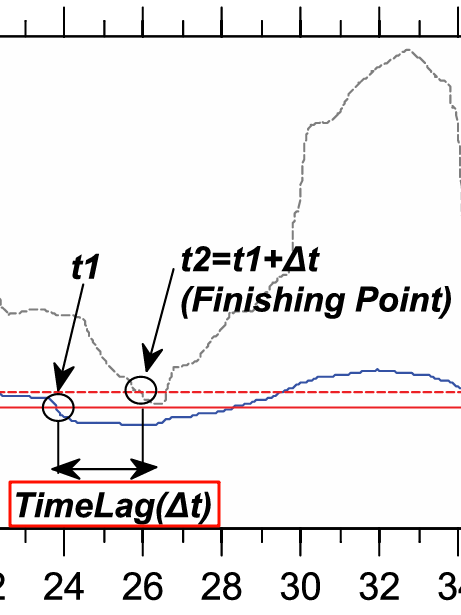 t1
t2=t1+Δt
(Finishing Point)
TimeLag(Δt)
24 26 28 30 32